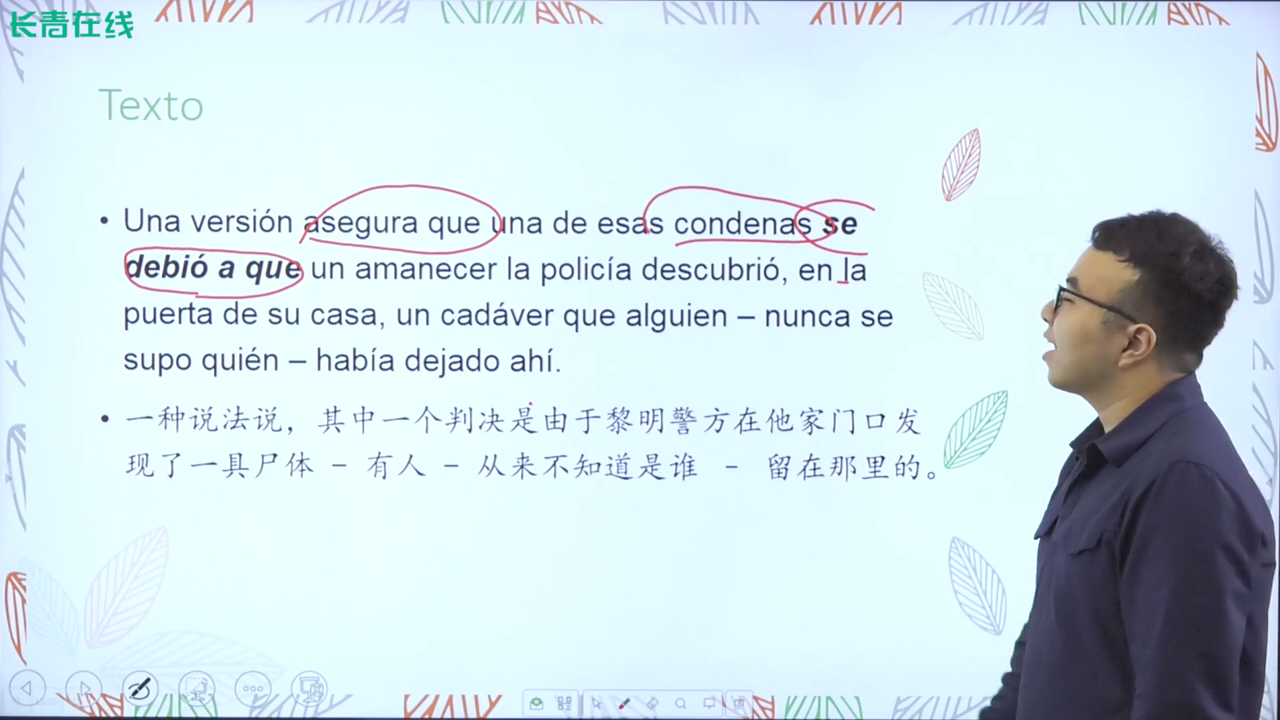 长青在线
Texto
• Una versión asegura que una de esas condenas se
debió a que un amanecer la policía descubrió, en la
puerta de su casa, un cadáver que alguien – nunca se
supo quién – había dejado ahí.
• 一种说法说，其中一个判决是由于黎明警方在他家门口发
现了一具尸体 – 有人 – 从来不知道是谁 – 留在那里的。